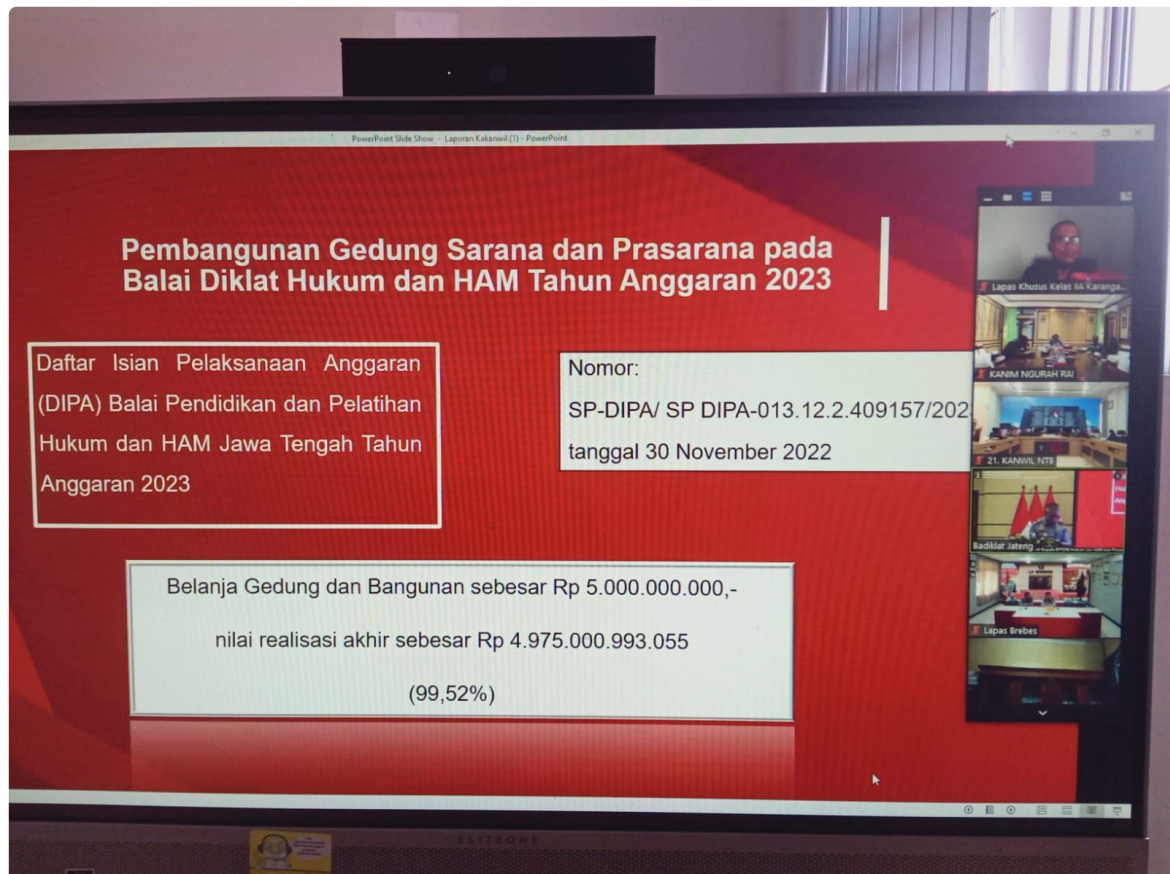 PowerPoint Slide Show - Laporan Kakanwil (1) - PowerPoint
Pembangunan Gedung Sarana dan Prasarana pada
Balai Diklat Hukum dan HAM Tahun Anggaran 2023
Daftar Isian Pelaksanaan Anggaran
(DIPA) Balai Pendidikan dan Pelatihan
Hukum dan HAM Jawa Tengah Tahun
Anggaran 2023
Nomor:
SP-DIPA/ SP DIPA-013.12.2.409157/202
tanggal 30 November 2022
Belanja Gedung dan Bangunan sebesar Rp 5.000.000.000,-
nilai realisasi akhir sebesar Rp 4.975.000.993.055
(99,52%)
Lapas Khusus Kelas IIA Karanga...
KANIM NGURAH RAI
21. KANWIL NTB
Badiklat Jateng
Lapas Brebes
ELITEONE